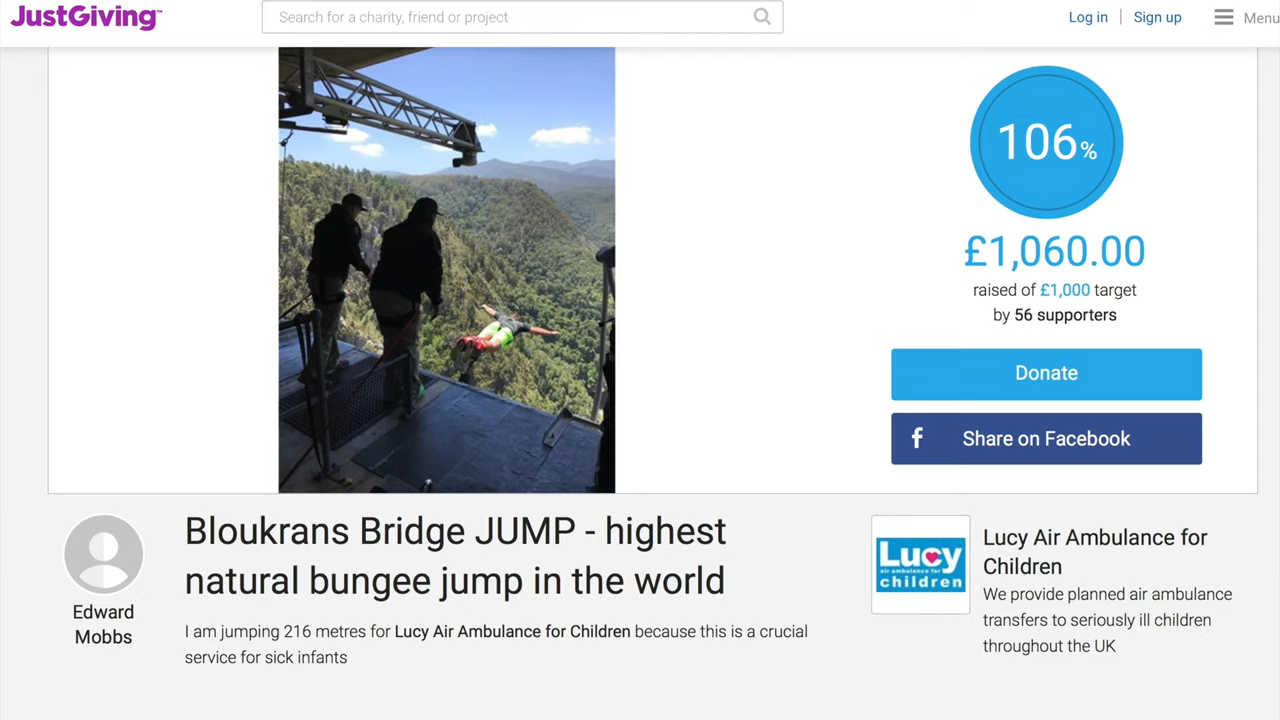 JustGiving™
Search for a charity, friend or project
Log in
Sign up
Menu
106%
£1,060.00
raised of £1,000 target
by 56 supporters
Donate
Share on Facebook
Edward
Mobbs
Bloukrans Bridge JUMP - highest
natural bungee jump in the world
I am jumping 216 metres for Lucy Air Ambulance for Children because this is a crucial
service for sick infants
Lucy
air ambulance for
children
Lucy Air Ambulance for
Children
We provide planned air ambulance
transfers to seriously ill children
throughout the UK